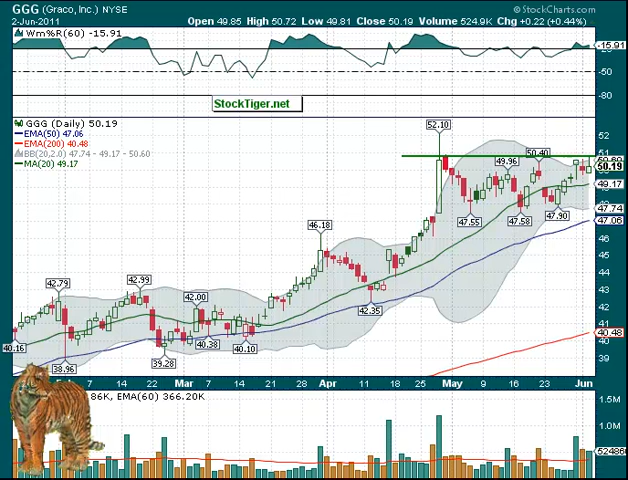 GGG (Graco, Inc.) NYSE © StockCharts.com
2-Jun-2011 Open 49.85 High 50.72 Low 49.81 Close 50.19 Volume 524.9K Chg +0.22 (+0.44%)
Wm%R(60) -15.91
-15.91
-50
-80
StockTiger.net
GGG (Daily) 50.19
EMA(50) 47.06
EMA(200) 40.48
BB(20,2.0) 47.74 - 49.17 - 50.60
MA(20) 49.17
52.10
52
51
50.40
49.96
50.19
49.17
47.74
47.55
47.58
47.90
47.06
46.18
46
45
44
43
42.79
42.99
42.00
42.35
42
41
40.48
40.16
40.38
40.10
39.28
38.96
39
14 22 Mar 7 14 21 Apr 11 18 25 May 9 16 23 Jun
86K, EMA(60) 366.20K
1.5M
1.0M
524866